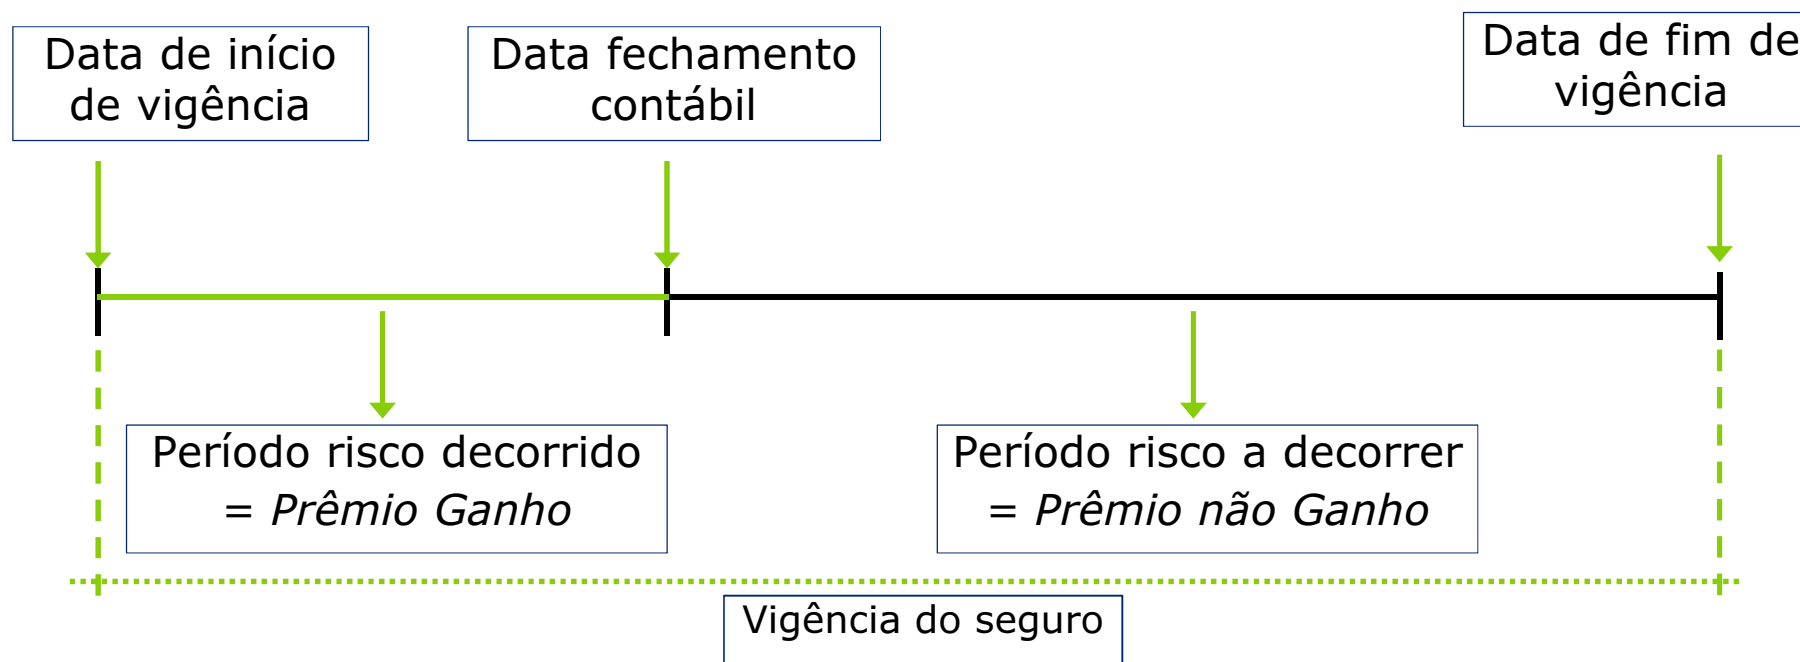 Data de início
de vigência
Data fechamento
contábil
Data de fim de
vigência
Período risco decorrido
= Prêmio Ganho
Período risco a decorrer
= Prêmio não Ganho
Vigência do seguro